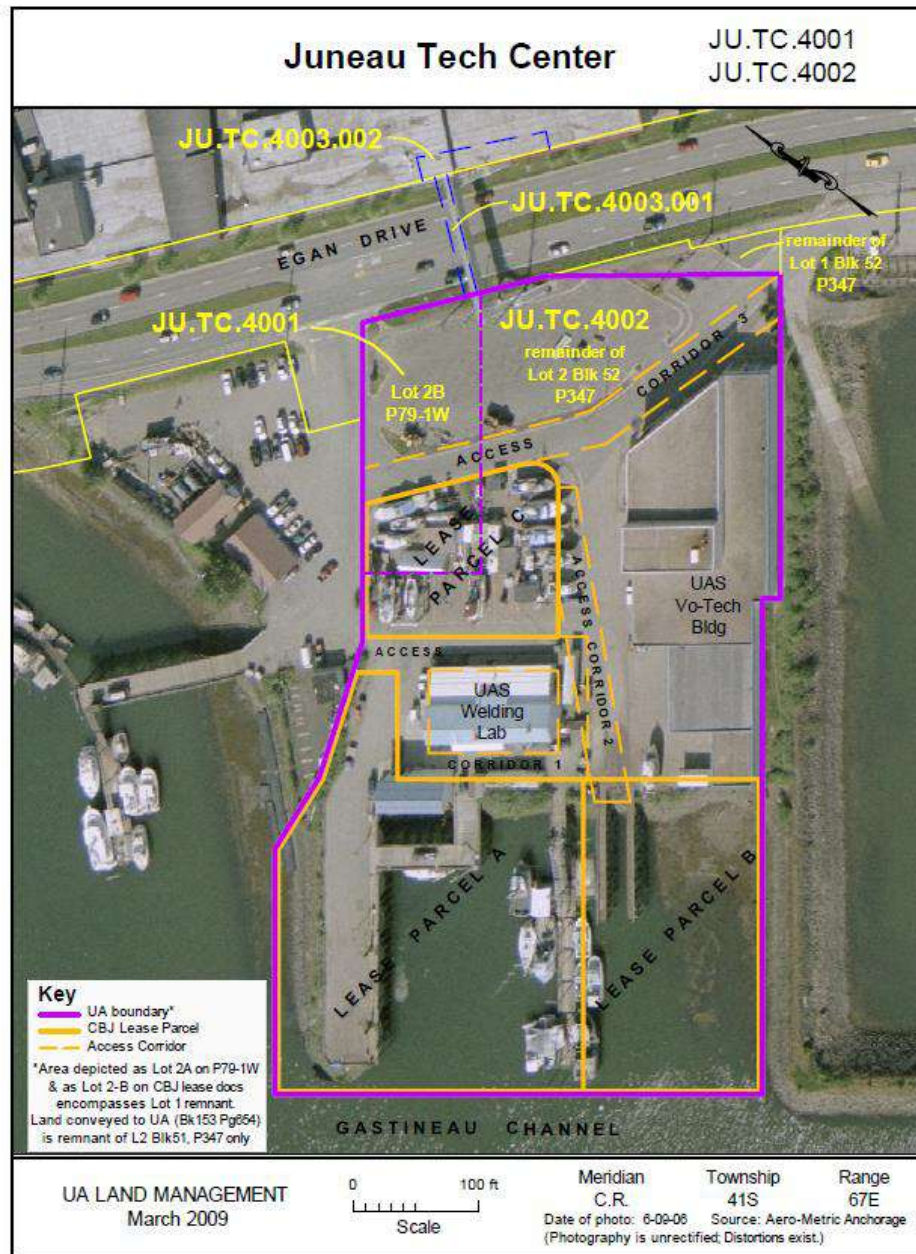 Juneau Tech Center
JU.TC.4001
JU.TC.4002
JU.TC.4003.002
JU.TC.4003.001
EGAN DRIVE
remainder of
Lot 1 Blk 52
P347
JU.TC.4001
JU.TC.4002
remainder of
Lot 2 Blk 52
P347
Lot 2B
P79-1W
CORRIDOR 3
ACCESS
LEASE
PARCEL C
ACCESS CORRIDOR 2
UAS
Vo-Tech
Bldg
ACCESS
UAS
Welding
Lab
CORRIDOR 1
LEASE PARCEL A
LEASE PARCEL B
Key
UA boundary*
CBJ Lease Parcel
Access Corridor
*Area depicted as Lot 2A on P79-1W
& as Lot 2-B on CBJ lease docs
encompasses Lot 1 remnant.
Land conveyed to UA (Bk153 Pg654)
is remnant of L2 Blk51, P347 only
GASTINEAU CHANNEL
UA LAND MANAGEMENT
March 2009
0 100 ft
Scale
Meridian Township Range
C.R. 41S 67E
Date of photo: 6-09-06 Source: Aero-Metric Anchorage
(Photography is unrectified; Distortions exist.)